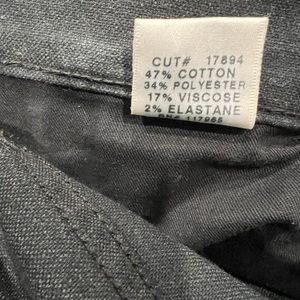 CUT# 17894
47% COTTON
34% POLYESTER
17% VISCOSE
2% ELASTANE